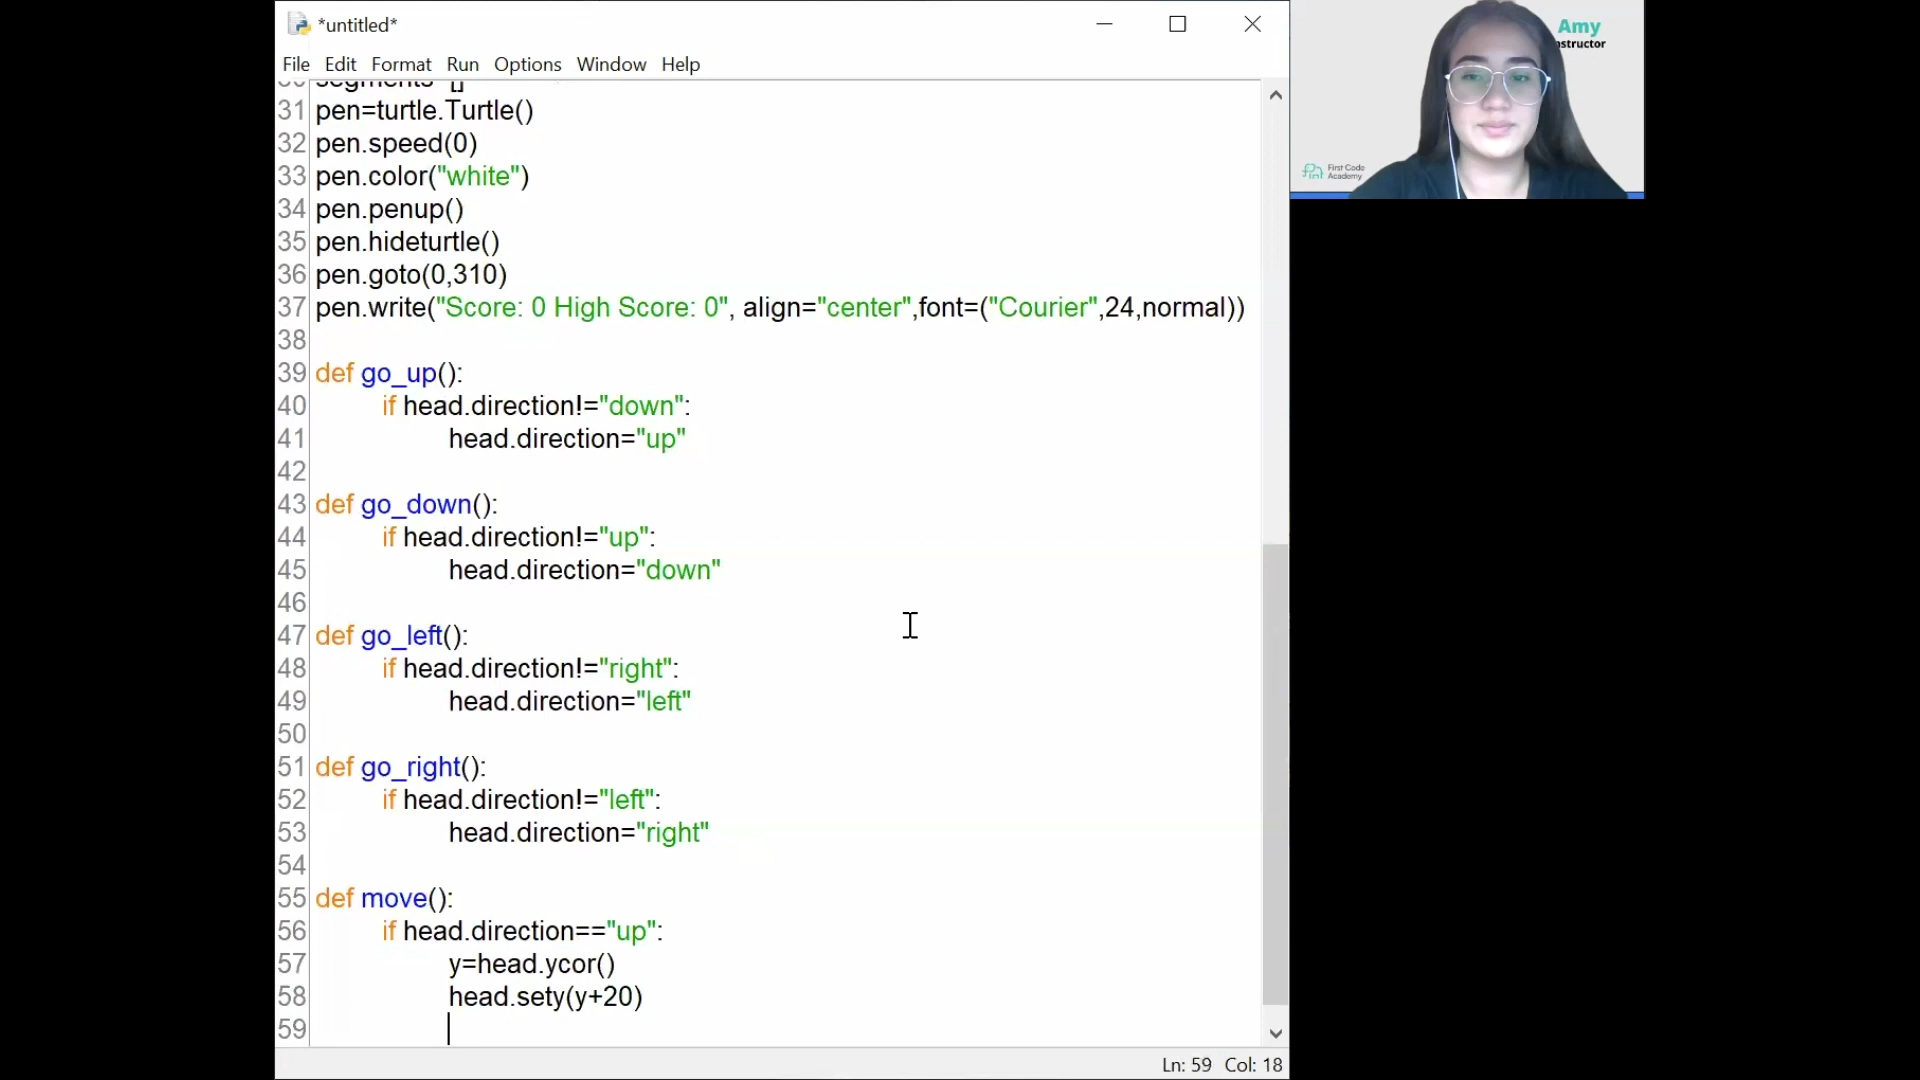 *untitled*
File Edit Format Run Options Window Help
30 segments=[]
31 pen=turtle.Turtle()
32 pen.speed(0)
33 pen.color("white")
34 pen.penup()
35 pen.hideturtle()
36 pen.goto(0,310)
37 pen.write("Score: 0 High Score: 0", align="center",font=("Courier",24,normal))
38
39 def go_up():
40 if head.direction!="down":
41 head.direction="up"
42
43 def go_down():
44 if head.direction!="up":
45 head.direction="down"
46
47 def go_left():
48 if head.direction!="right":
49 head.direction="left"
50
51 def go_right():
52 if head.direction!="left":
53 head.direction="right"
54
55 def move():
56 if head.direction=="up":
57 y=head.ycor()
58 head.sety(y+20)
59
Ln: 59 Col: 18
Amy
nstructor
First Code
Academy